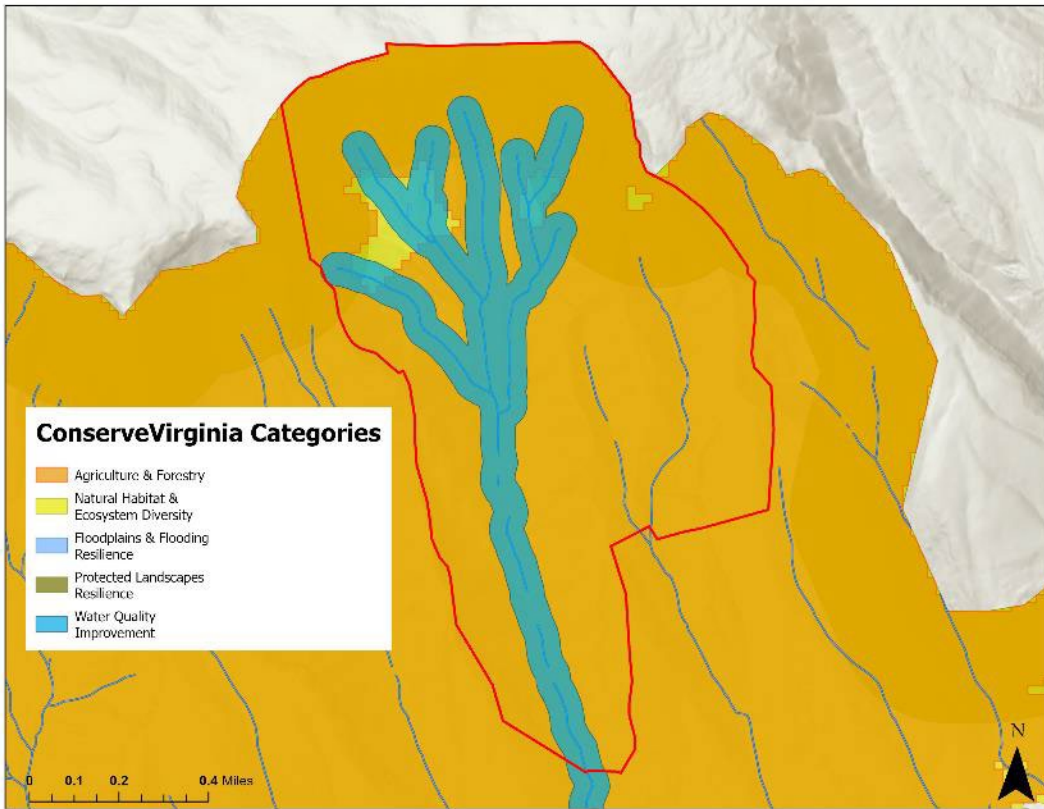 ConserveVirginia Categories
Agriculture & Forestry
Natural Habitat &
Ecosystem Diversity
Floodplains & Flooding
Resilience
Protected Landscapes
Resilience
Water Quality
Improvement
N
0 0.1 0.2 0.4 Miles